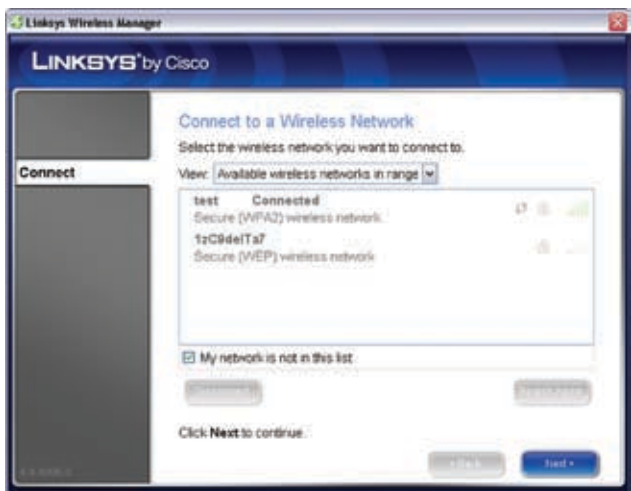 Linksys Wireless Manager
LINKSYS® by Cisco
Connect to a Wireless Network
Select the wireless network you want to connect to.
Connect
View: Available wireless networks in range
test Connected
Secure (WPA2) wireless network
Secure (WEP) wireless network
My network is not in this list
Click Next to continue.
Next